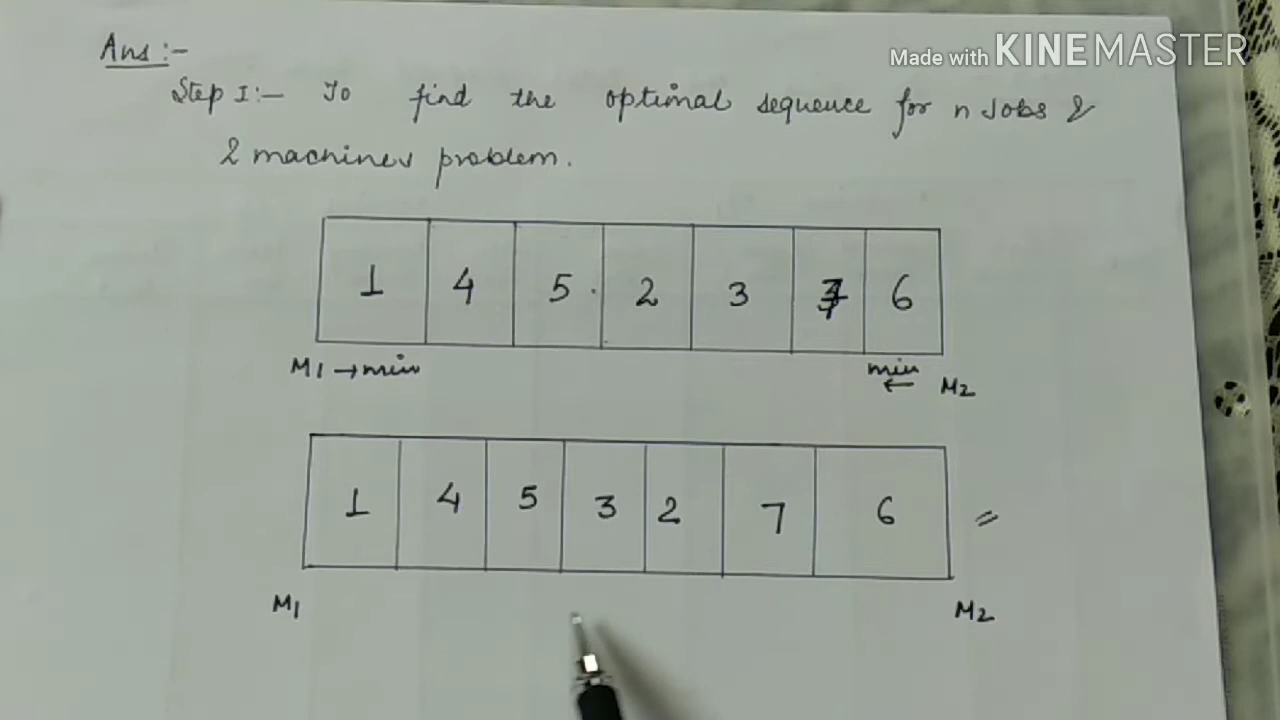 Ans:-
Made with KINEMASTER
Step I:- To find the optimal sequence for n Jobs &
2 machines problem.
1 4 5 2 3 7 6
M1 →min min ← M2
1 4 5 3 2 7 6 =
M1 M2